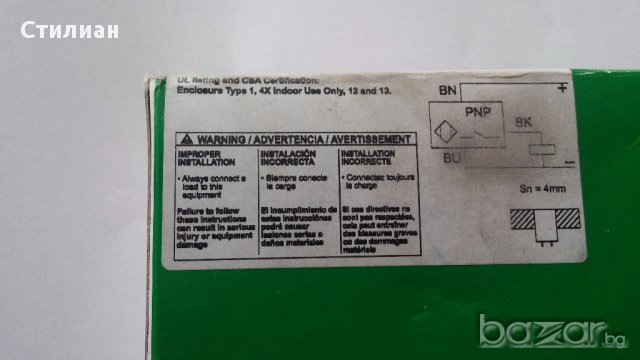 Стилиан
UL listing and CSA Certification:
Enclosure Type 1, 4X Indoor Use Only, 12 and 13.
WARNING / ADVERTENCIA / AVERTISSEMENT
IMPROPER
INSTALLATION
• Always connect a
load to this
equipment
Failure to follow
these instructions
can result in serious
injury or equipment
damage
INSTALACIÓN
INCORRECTA
• Siempre conecte
la carge
El incumplimiento de
estas instrucciones
podrá causar
lesiones serias o
daños materiales
INSTALLATION
INCORRECTE
• Connectez toujours
la charge
Si ces directives ne
sont pas respectées,
cela peut entraîner
des blessures graves
ou des dommages
matériels
BN
+
PNP
BK
BU
−
Sn = 4mm
bazar.bg